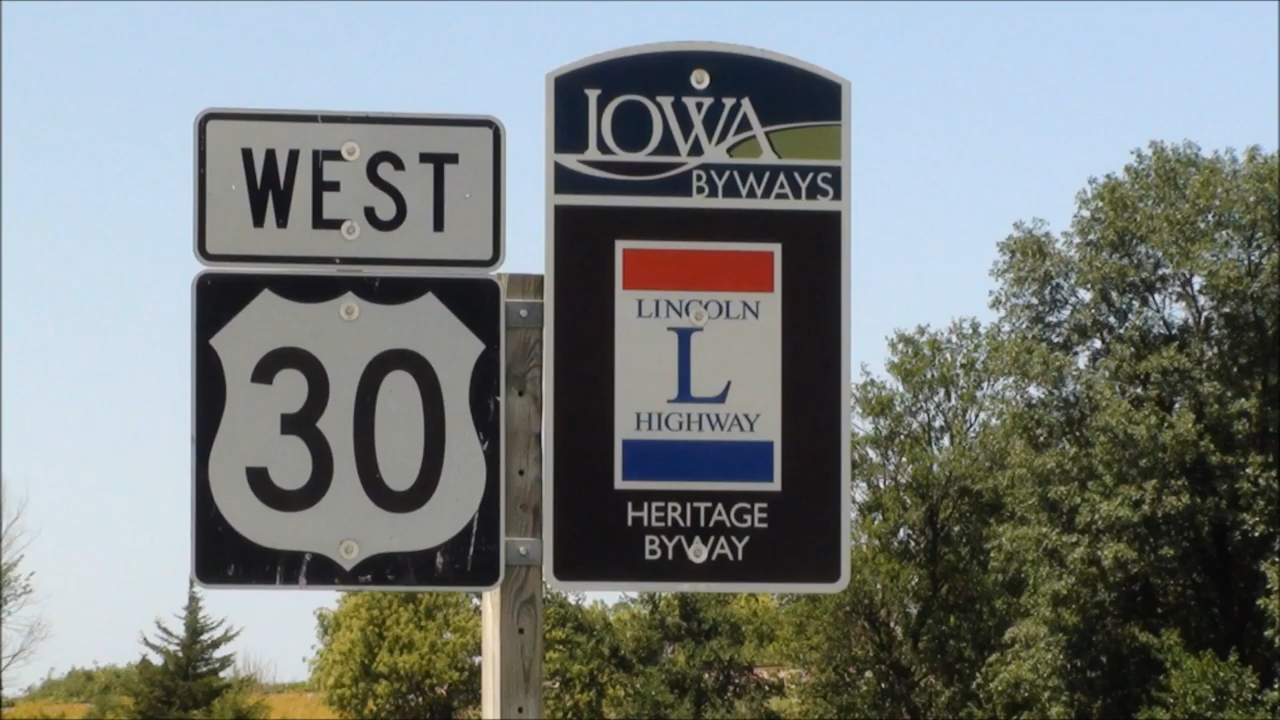 WEST
30
IOWA
BYWAYS
LINCOLN
L
HIGHWAY
HERITAGE
BYWAY